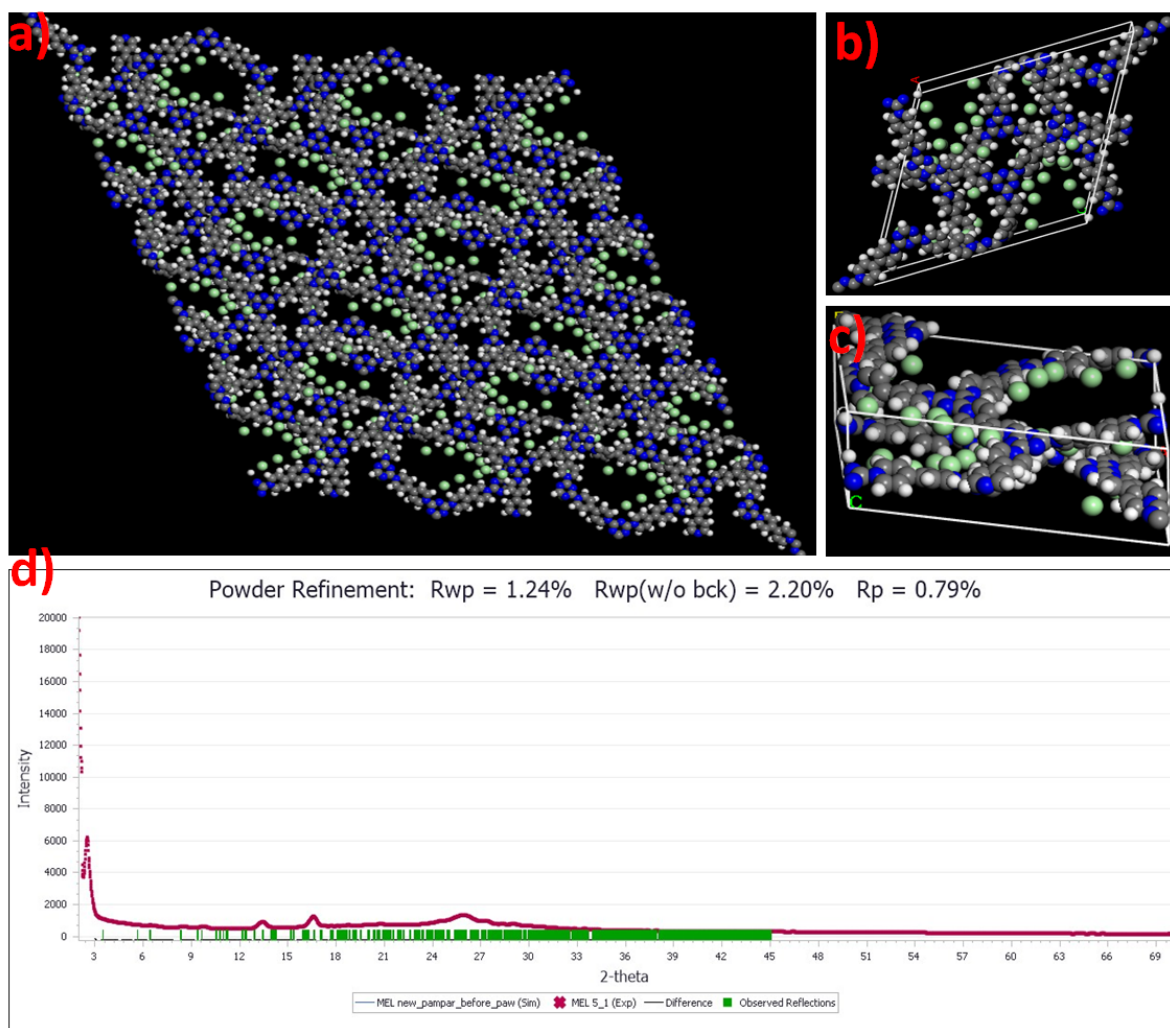 a)
b)
A
c)
C
d)
Powder Refinement: Rwp = 1.24% Rwp(w/o bck) = 2.20% Rp = 0.79%
20000
18000
16000
14000
12000
10000
8000
6000
4000
2000
0
Intensity
3 6 9 12 15 18 21 24 27 30 33 36 39 42 45 48 51 54 57 60 63 66 69
2-theta
MEL new_pampar_before_paw (Sim) MEL 5_1 (Exp) Difference Observed Reflections